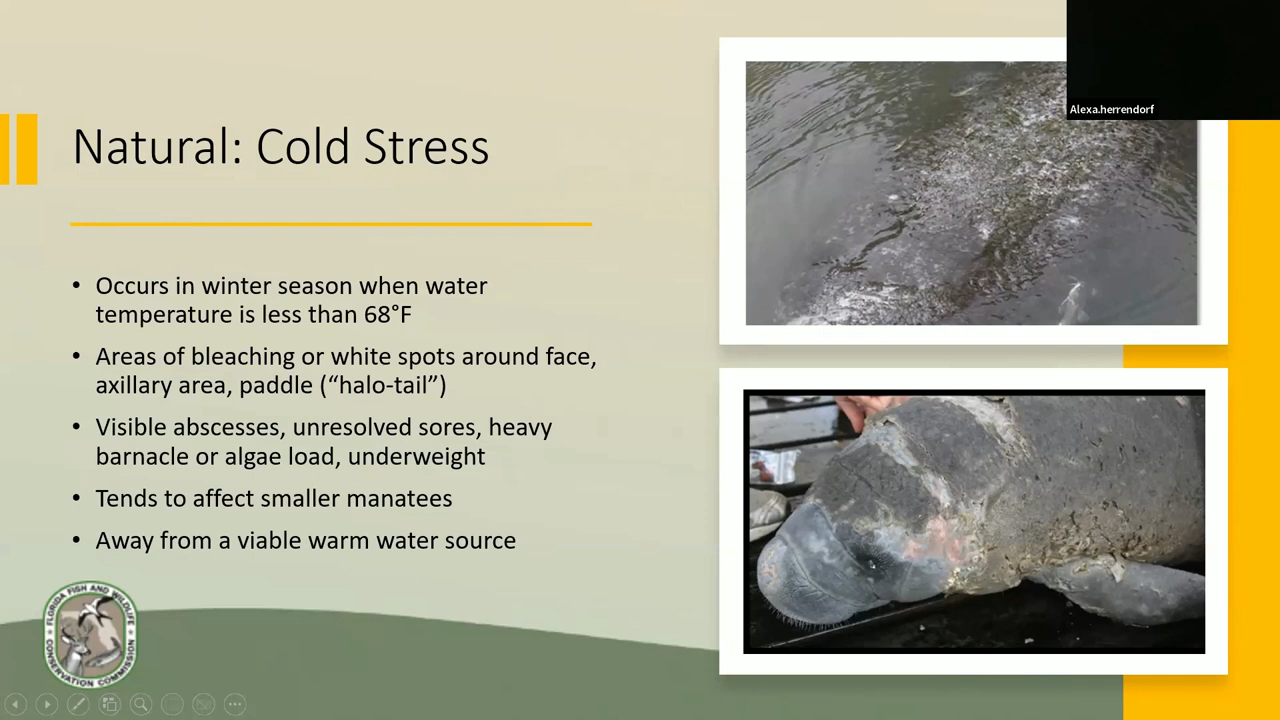 Alexa.herrendorf
Natural: Cold Stress
• Occurs in winter season when water
temperature is less than 68°F
• Areas of bleaching or white spots around face,
axillary area, paddle (“halo-tail”)
• Visible abscesses, unresolved sores, heavy
barnacle or algae load, underweight
• Tends to affect smaller manatees
• Away from a viable warm water source
FLORIDA FISH AND WILDLIFE
CONSERVATION COMMISSION